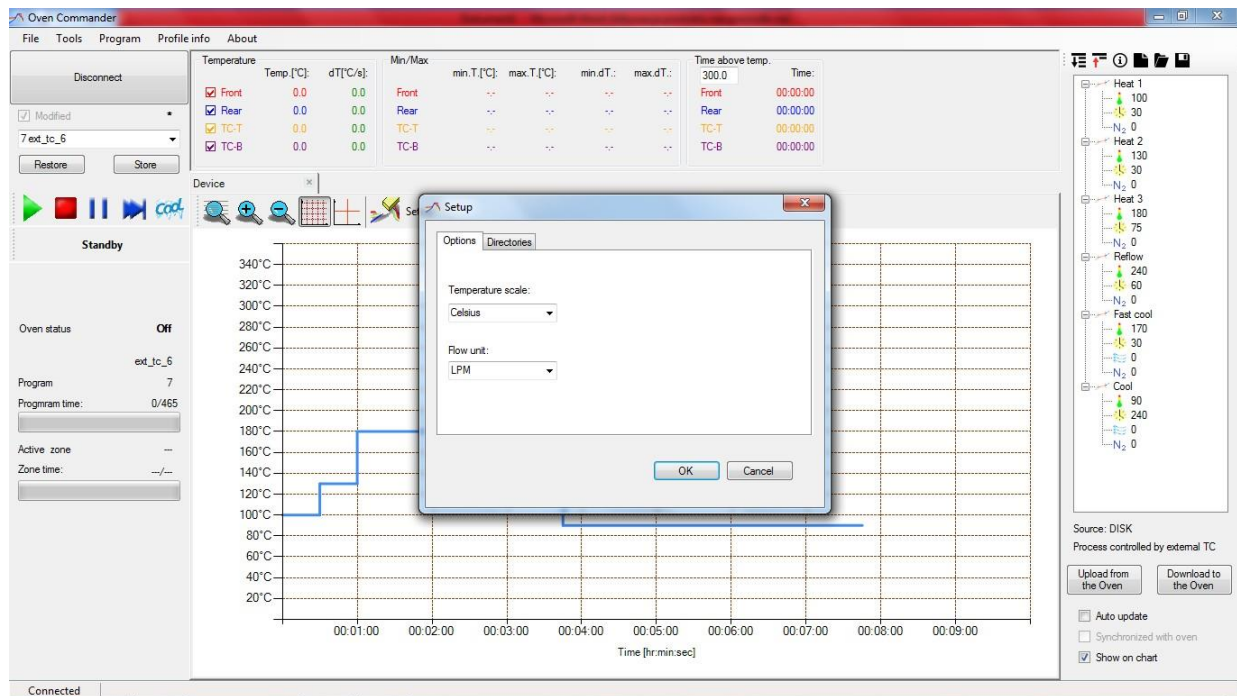 Oven Commander
File Tools Program Profile info About
Disconnect
Modified
7 ext_tc_6
Restore Store
cool
Standby
Oven status Off
ext_tc_6
Program 7
Progmram time: 0/465
Active zone ---
Zone time: ---/---
Connected
Temperature
Temp.[°C]: dT[°C/s]:
Front 0.0 0.0
Rear 0.0 0.0
TC-T 0.0 0.0
TC-B 0.0 0.0
Min/Max
min.T.[°C]: max.T.[°C]: min.dT.: max.dT.:
Front -.- -.- -.- -.-
Rear -.- -.- -.- -.-
TC-T -.- -.- -.- -.-
TC-B -.- -.- -.- -.-
Time above temp.
300.0 Time:
Front 00:00:00
Rear 00:00:00
TC-T 00:00:00
TC-B 00:00:00
Device
Setup
Options Directories
Temperature scale:
Celsius
Flow unit:
LPM
OK Cancel
340°C
320°C
300°C
280°C
260°C
240°C
220°C
200°C
180°C
160°C
140°C
120°C
100°C
80°C
60°C
40°C
20°C
00:01:00 00:02:00 00:03:00 00:04:00 00:05:00 00:06:00 00:07:00 00:08:00 00:09:00
Time [hr:min:sec]
Heat 1
100
30
N2 0
Heat 2
130
30
N2 0
Heat 3
180
75
N2 0
Reflow
240
60
N2 0
Fast cool
170
30
0
N2 0
Cool
90
240
0
N2 0
Source: DISK
Process controlled by external TC
Upload from
the Oven
Download to
the Oven
Auto update
Synchronized with oven
Show on chart